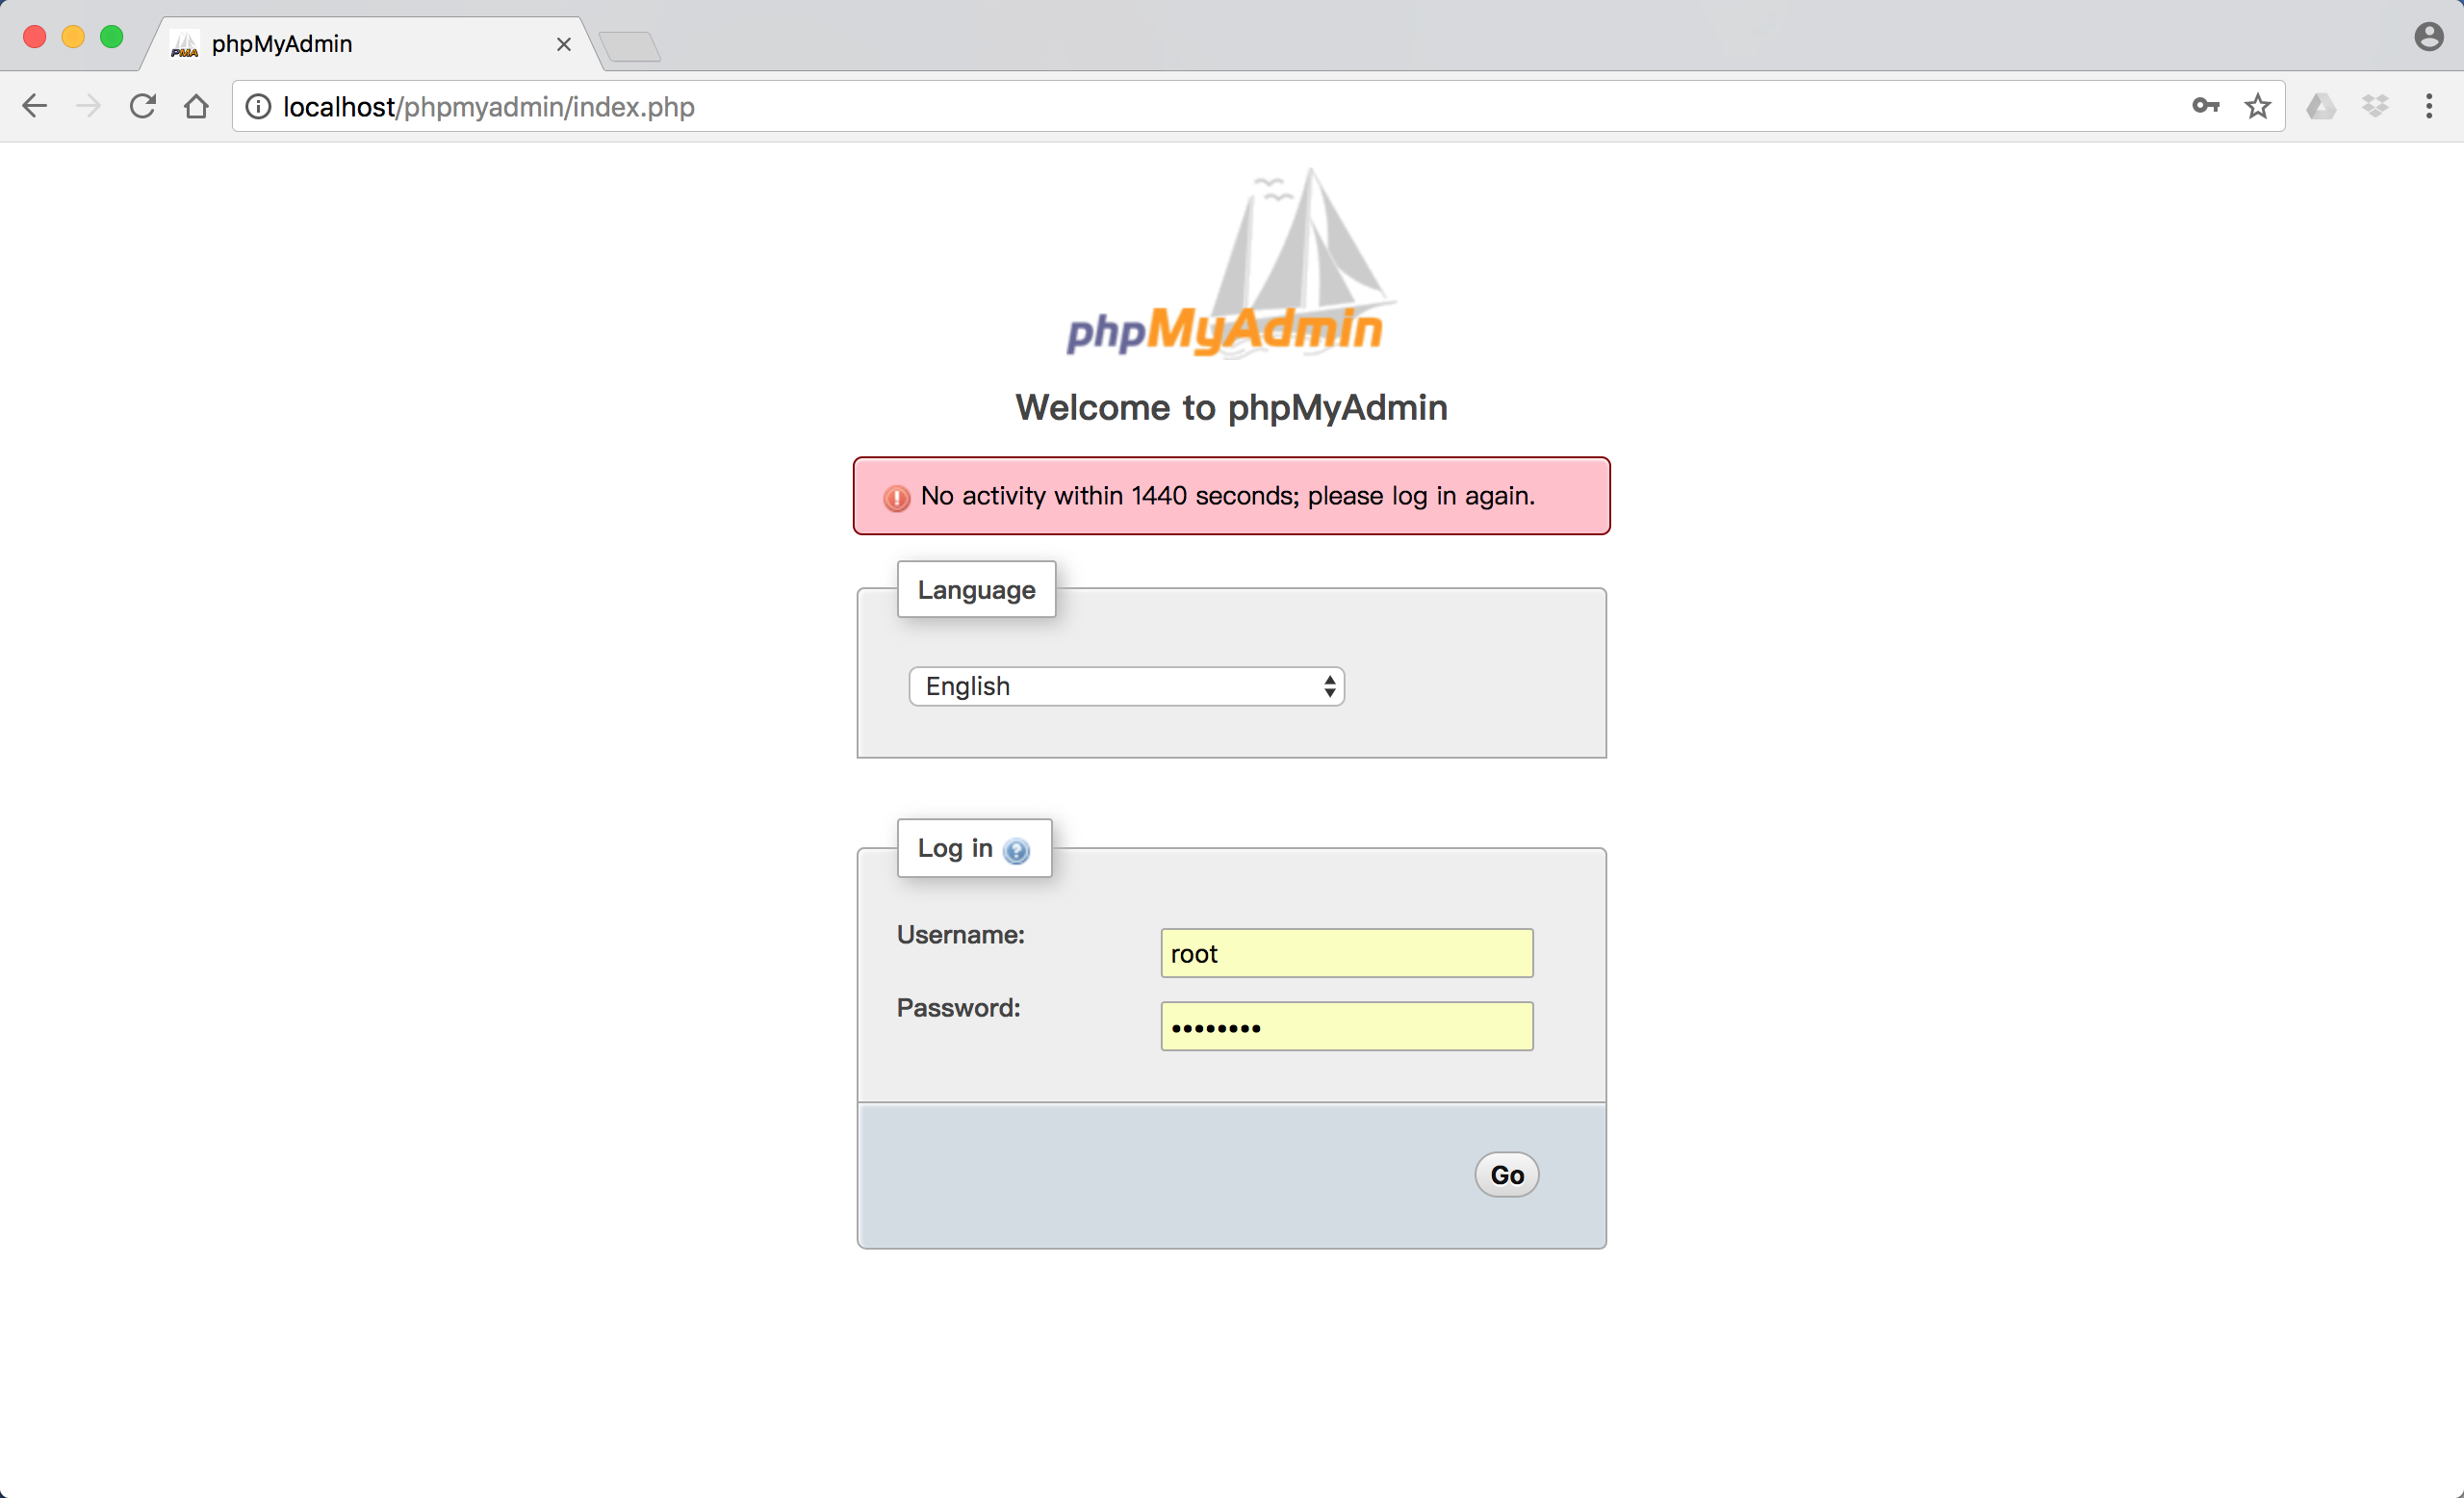 PMA phpMyAdmin
localhost/phpmyadmin/index.php
phpMyAdmin
Welcome to phpMyAdmin
No activity within 1440 seconds; please log in again.
Language
English
Log in
Username:
root
Password:
••••••••
Go